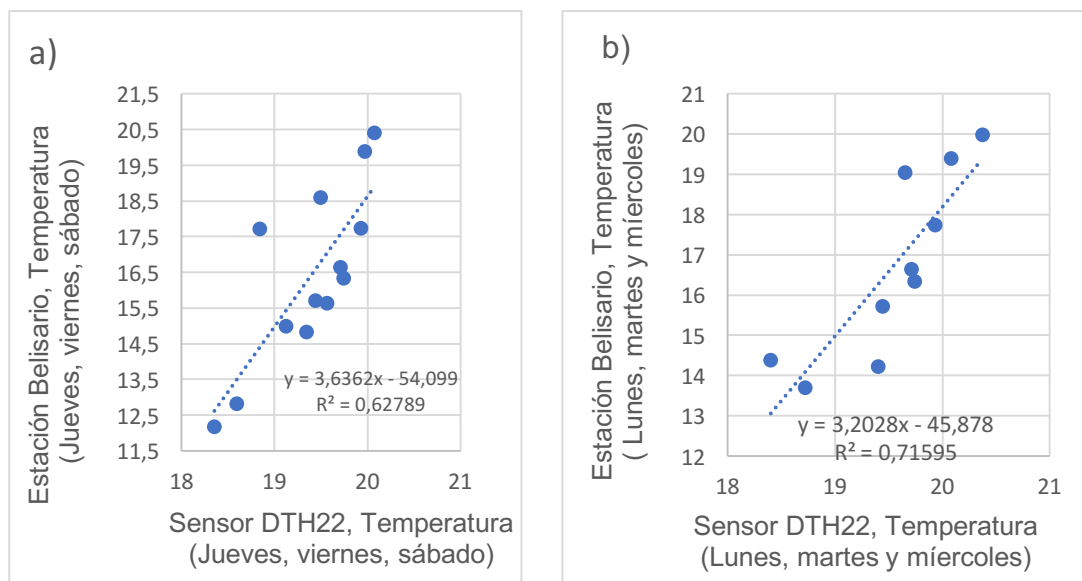 a)
Estación Belisario, Temperatura
(Jueves, viernes, sábado)
21,5
20,5
19,5
18,5
17,5
16,5
15,5
14,5
13,5
12,5
11,5
y = 3,6362x - 54,099
R² = 0,62789
18 19 20 21
Sensor DTH22, Temperatura
(Jueves, viernes, sábado)
b)
Estación Belisario, Temperatura
( Lunes, martes y míercoles)
21
20
19
18
17
16
15
14
13
12
y = 3,2028x - 45,878
R² = 0,71595
18 19 20 21
Sensor DTH22, Temperatura
(Lunes, martes y míercoles)